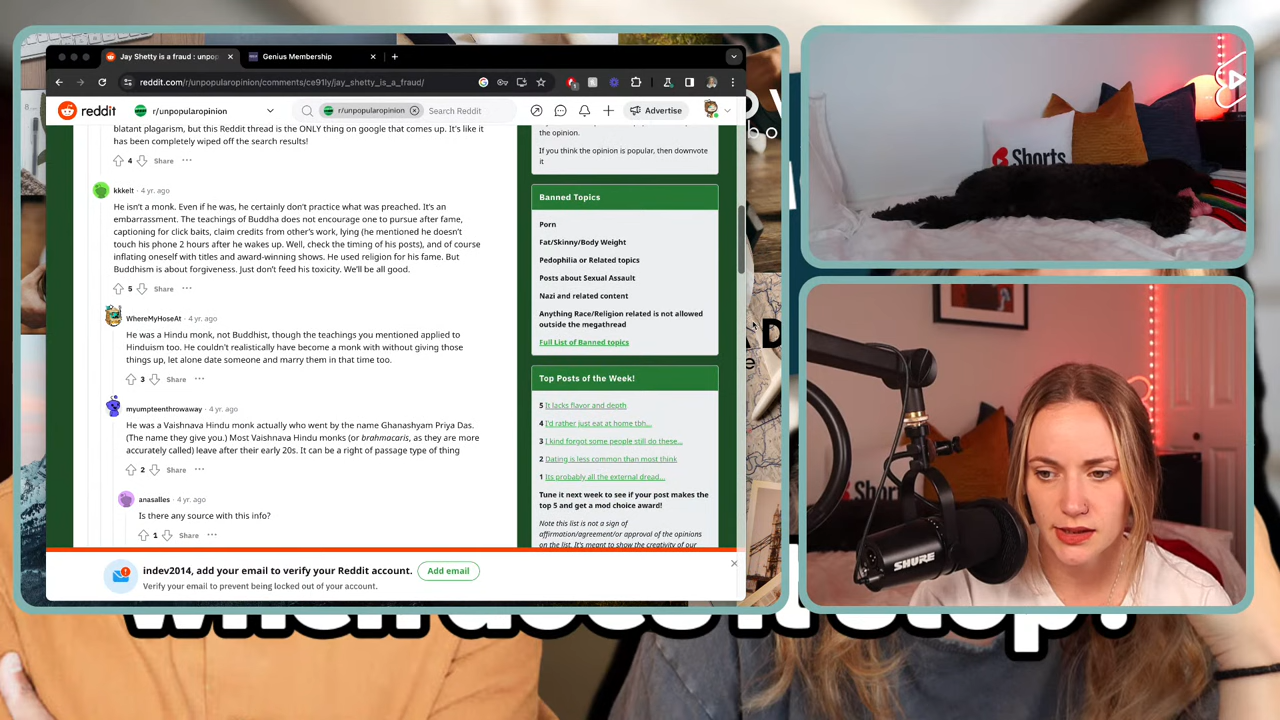 Jay Shetty is a fraud : unpop
Genius Membership
reddit.com/r/unpopularopinion/comments/ce91ly/jay_shetty_is_a_fraud/
reddit
r/unpopularopinion
r/unpopularopinion
Search Reddit
Advertise
blatant plagarism, but this Reddit thread is the ONLY thing on google that comes up. It's like it
has been completely wiped off the search results!
4 Share
kkkelt · 4 yr. ago
He isn't a monk. Even if he was, he certainly don't practice what was preached. It's an
embarrassment. The teachings of Buddha does not encourage one to pursue after fame,
captioning for click baits, claim credits from other's work, lying (he mentioned he doesn't
touch his phone 2 hours after he wakes up. Well, check the timing of his posts), and of course
inflating oneself with titles and award-winning shows. He used religion for his fame. But
Buddhism is about forgiveness. Just don't feed his toxicity. We'll be all good.
5 Share
WhereMyHoseAt · 4 yr. ago
He was a Hindu monk, not Buddhist, though the teachings you mentioned applied to
Hinduism too. He couldn't realistically have become a monk with without giving those
things up, let alone date someone and marry them in that time too.
3 Share
myumpteenthrowaway · 4 yr. ago
He was a Vaishnava Hindu monk actually who went by the name Ghanashyam Priya Das.
(The name they give you.) Most Vaishnava Hindu monks (or brahmacaris, as they are more
accurately called) leave after their early 20s. It can be a right of passage type of thing
2 Share
anasalles · 4 yr. ago
Is there any source with this info?
1 Share
the opinion.
If you think the opinion is popular, then downvote
it
Banned Topics
Porn
Fat/Skinny/Body Weight
Pedophilia or Related topics
Posts about Sexual Assault
Nazi and related content
Anything Race/Religion related is not allowed
outside the megathread
Full List of Banned topics
Top Posts of the Week!
5 It lacks flavor and depth
4 I'd rather just eat at home tbh...
3 I kind forgot some people still do these...
2 Dating is less common than most think
1 Its probably all the external dread...
Tune it next week to see if your post makes the
top 5 and get a mod choice award!
Note this list is not a sign of
affirmation/agreement/or approval of the opinions
on the list. It's meant to show the creativity of our
indev2014, add your email to verify your Reddit account.
Add email
Verify your email to prevent being locked out of your account.
Shorts
SHURE